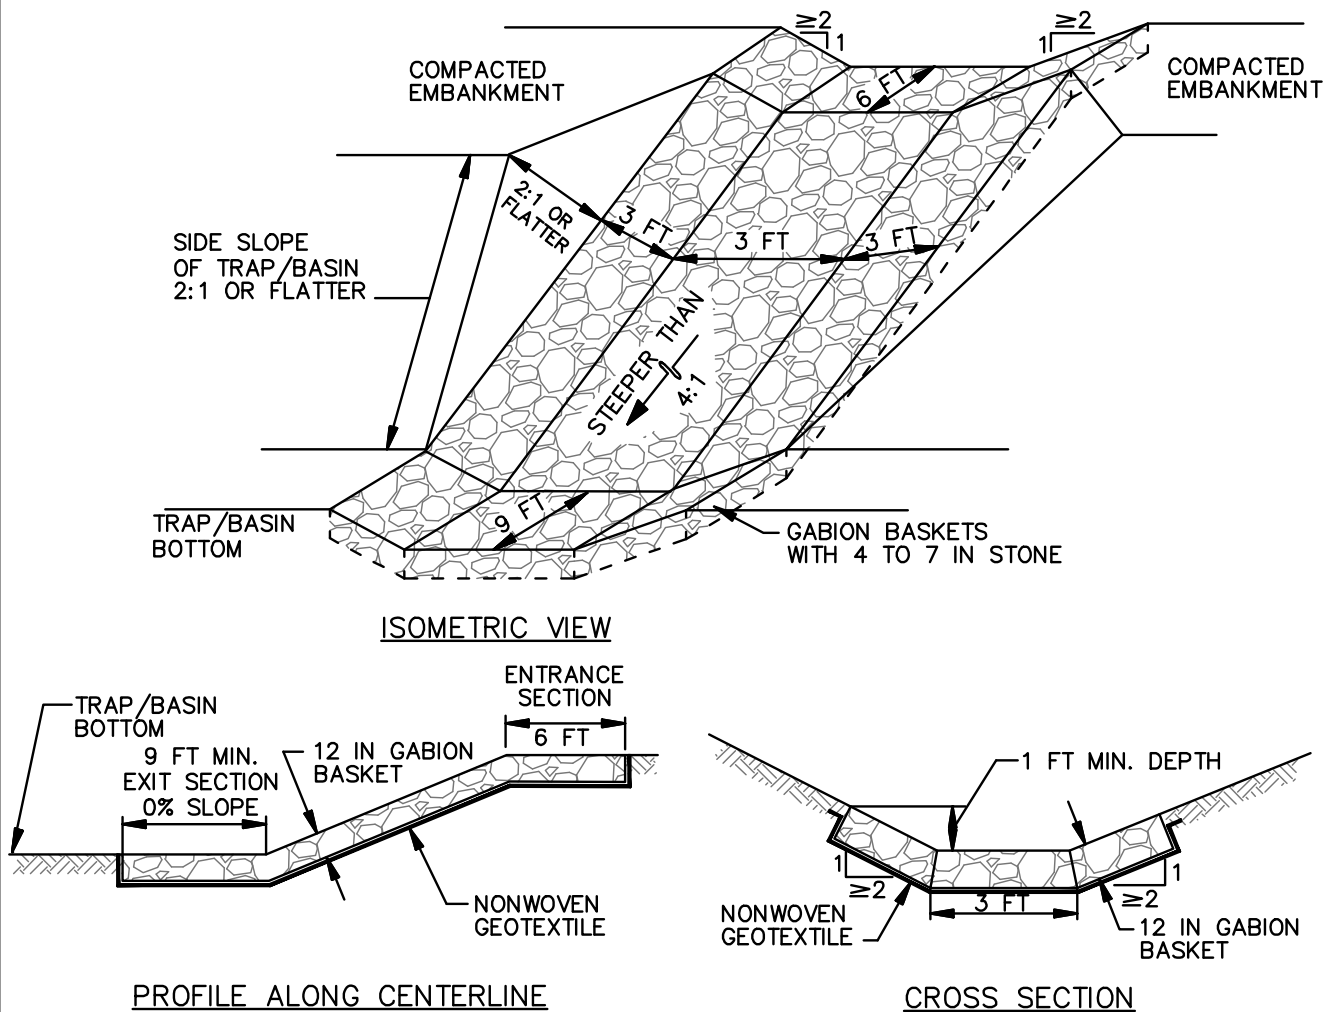 ≥2
1
≥2
1
COMPACTED
EMBANKMENT
COMPACTED
EMBANKMENT
6 FT
2:1 OR
FLATTER
3 FT
3 FT
3 FT
SIDE SLOPE
OF TRAP/BASIN
2:1 OR FLATTER
STEEPER THAN
4:1
9 FT
TRAP/BASIN
BOTTOM
GABION BASKETS
WITH 4 TO 7 IN STONE
ISOMETRIC VIEW
ENTRANCE
SECTION
6 FT
TRAP/BASIN
BOTTOM
9 FT MIN.
EXIT SECTION
0% SLOPE
12 IN GABION
BASKET
NONWOVEN
GEOTEXTILE
PROFILE ALONG CENTERLINE
1 FT MIN. DEPTH
1
≥2
3 FT
1
≥2
NONWOVEN
GEOTEXTILE
12 IN GABION
BASKET
CROSS SECTION